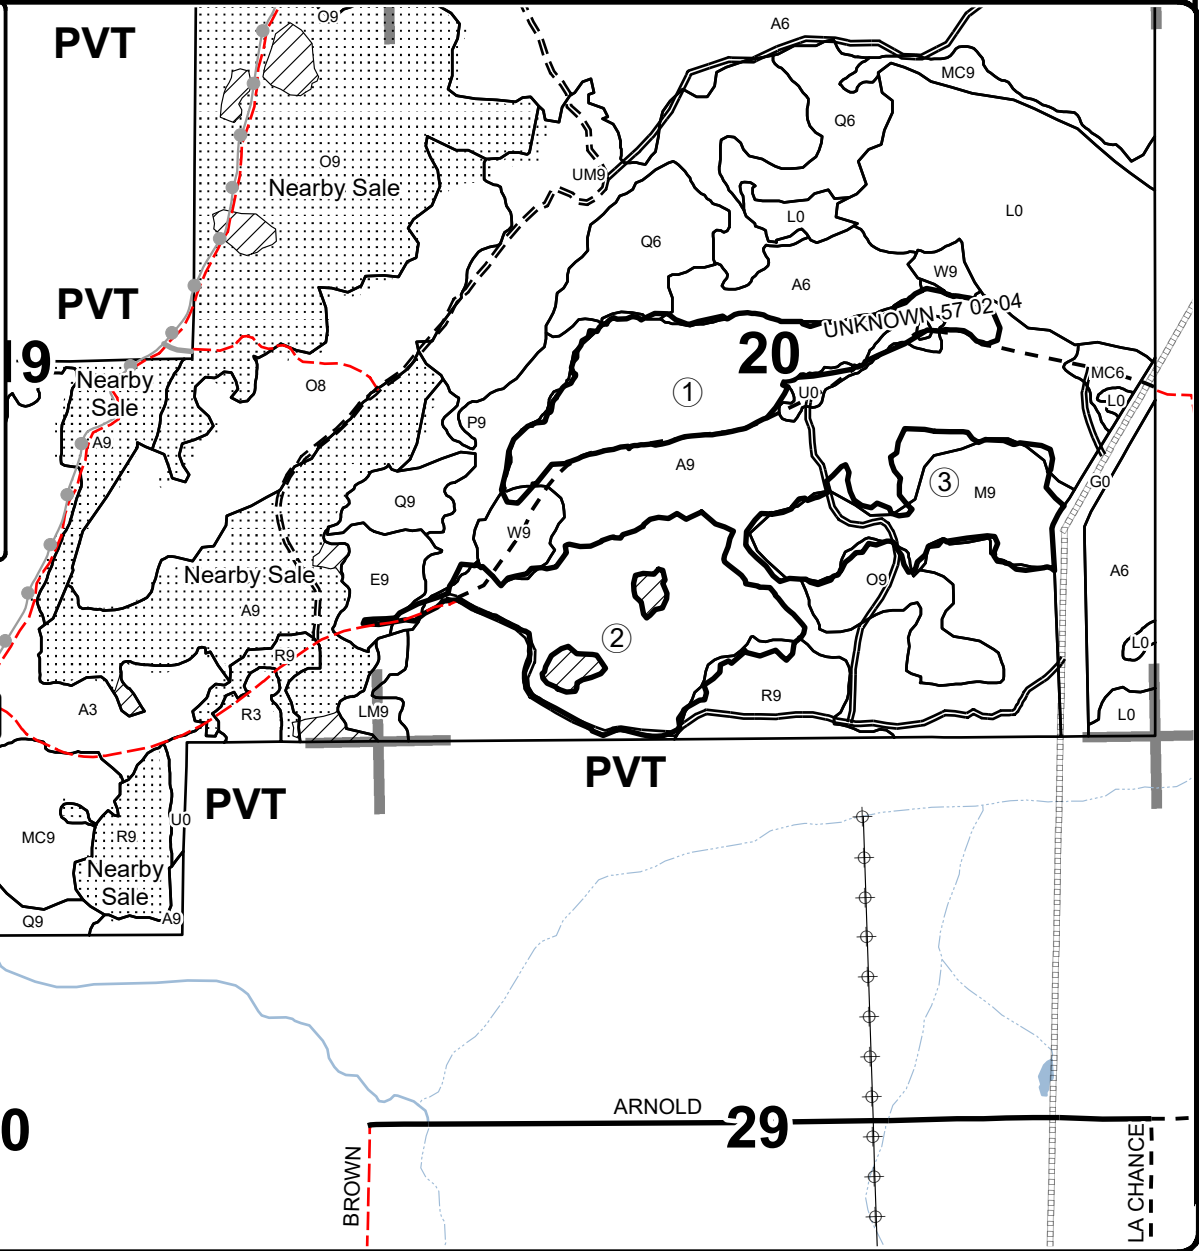 PVT
O9
A6
MC9
Q6
O9
Nearby Sale
UM9
L0
L0
Q6
W9
A6
PVT
UNKNOWN 57 02 04
19
20
Nearby
Sale
O8
MC6
1
U0
L0
P9
A9
A9
3
G0
M9
Q9
W9
Nearby Sale
E9
O9
A6
A9
2
L0
R9
R9
A3
R3
LM9
L0
PVT
PVT
U0
MC9
R9
Nearby
Sale
Q9
A9
ARNOLD
29
0
BROWN
LA CHANCE